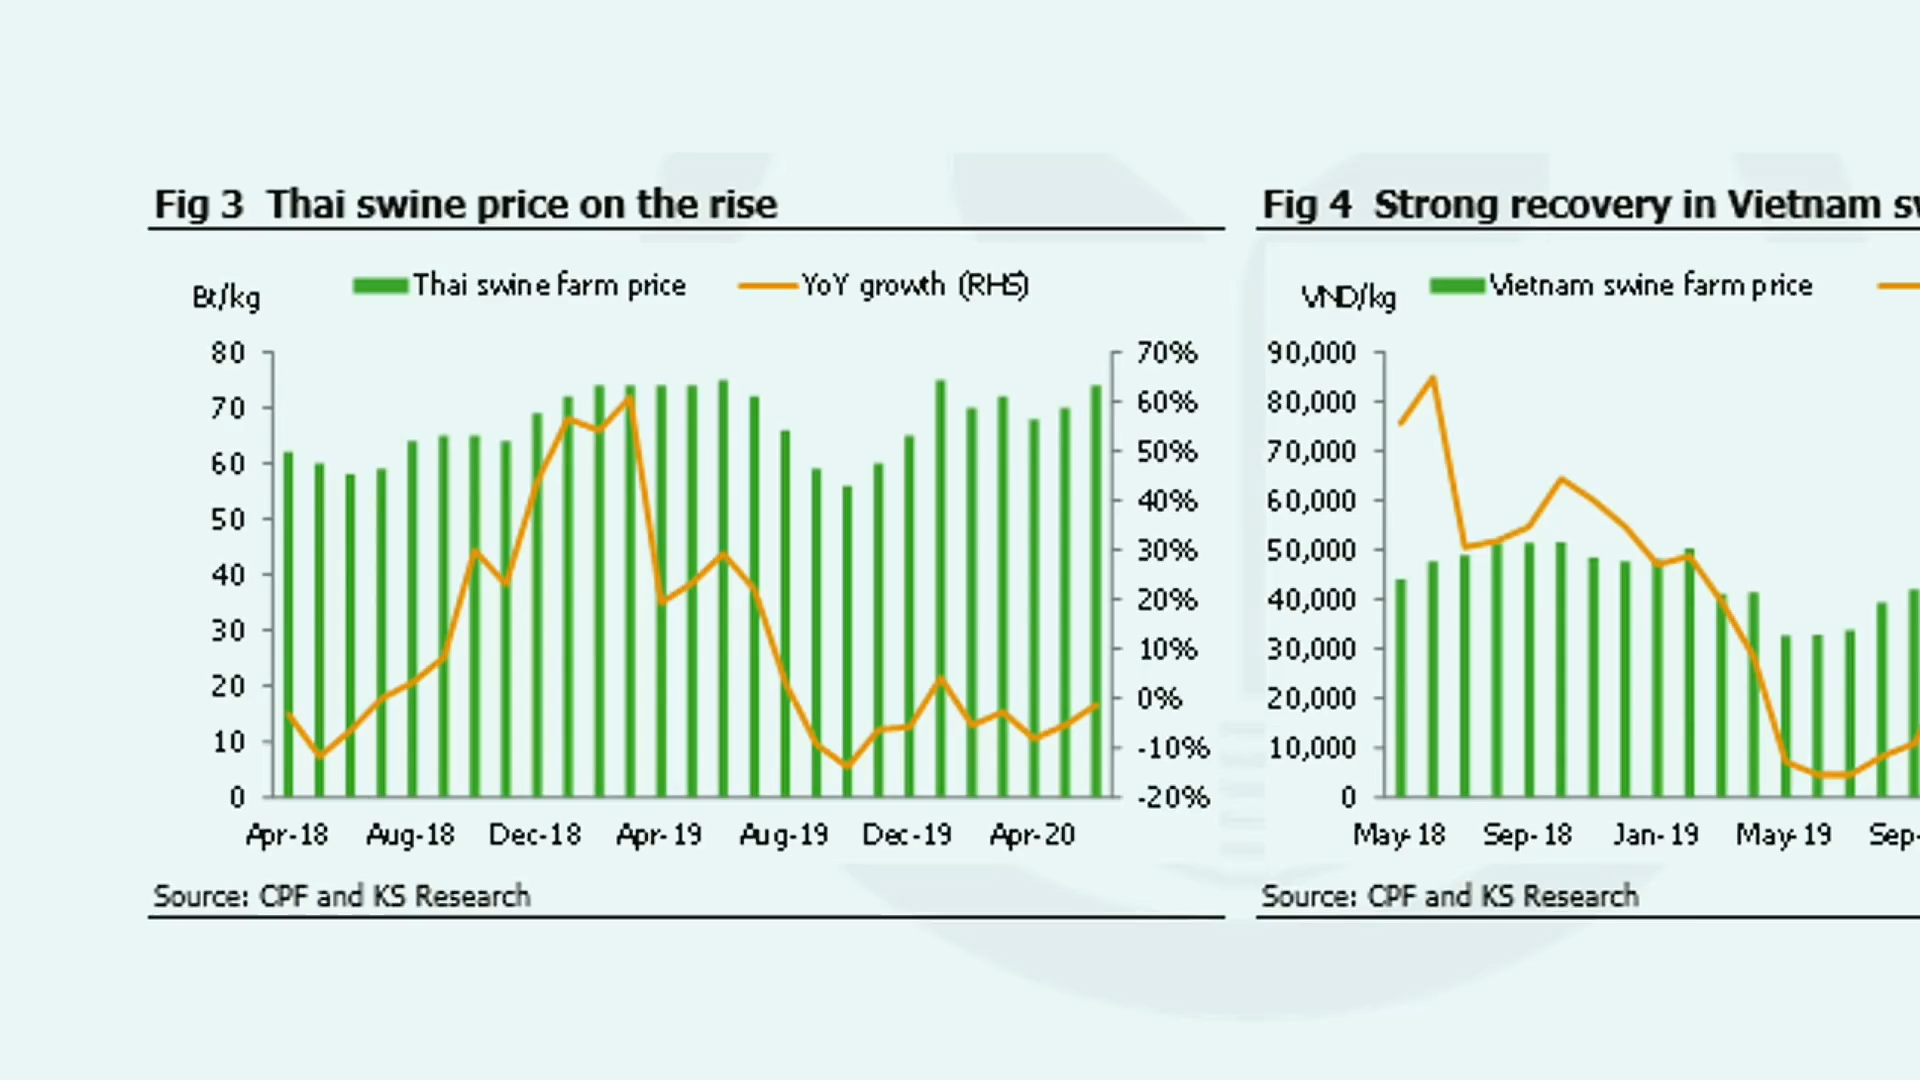 Fig 3 Thai swine price on the rise
Bt/kg
Thai swine farm price
YoY growth (RHS)
80
70
60
50
40
30
20
10
0
70%
60%
50%
40%
30%
20%
10%
0%
-10%
-20%
Apr-18 Aug-18 Dec-18 Apr-19 Aug-19 Dec-19 Apr-20
Source: CPF and KS Research
Fig 4 Strong recovery in Vietnam sw
VND/kg
Vietnam swine farm price
90,000
80,000
70,000
60,000
50,000
40,000
30,000
20,000
10,000
0
May-18 Sep-18 Jan-19 May-19 Sep-
Source: CPF and KS Research